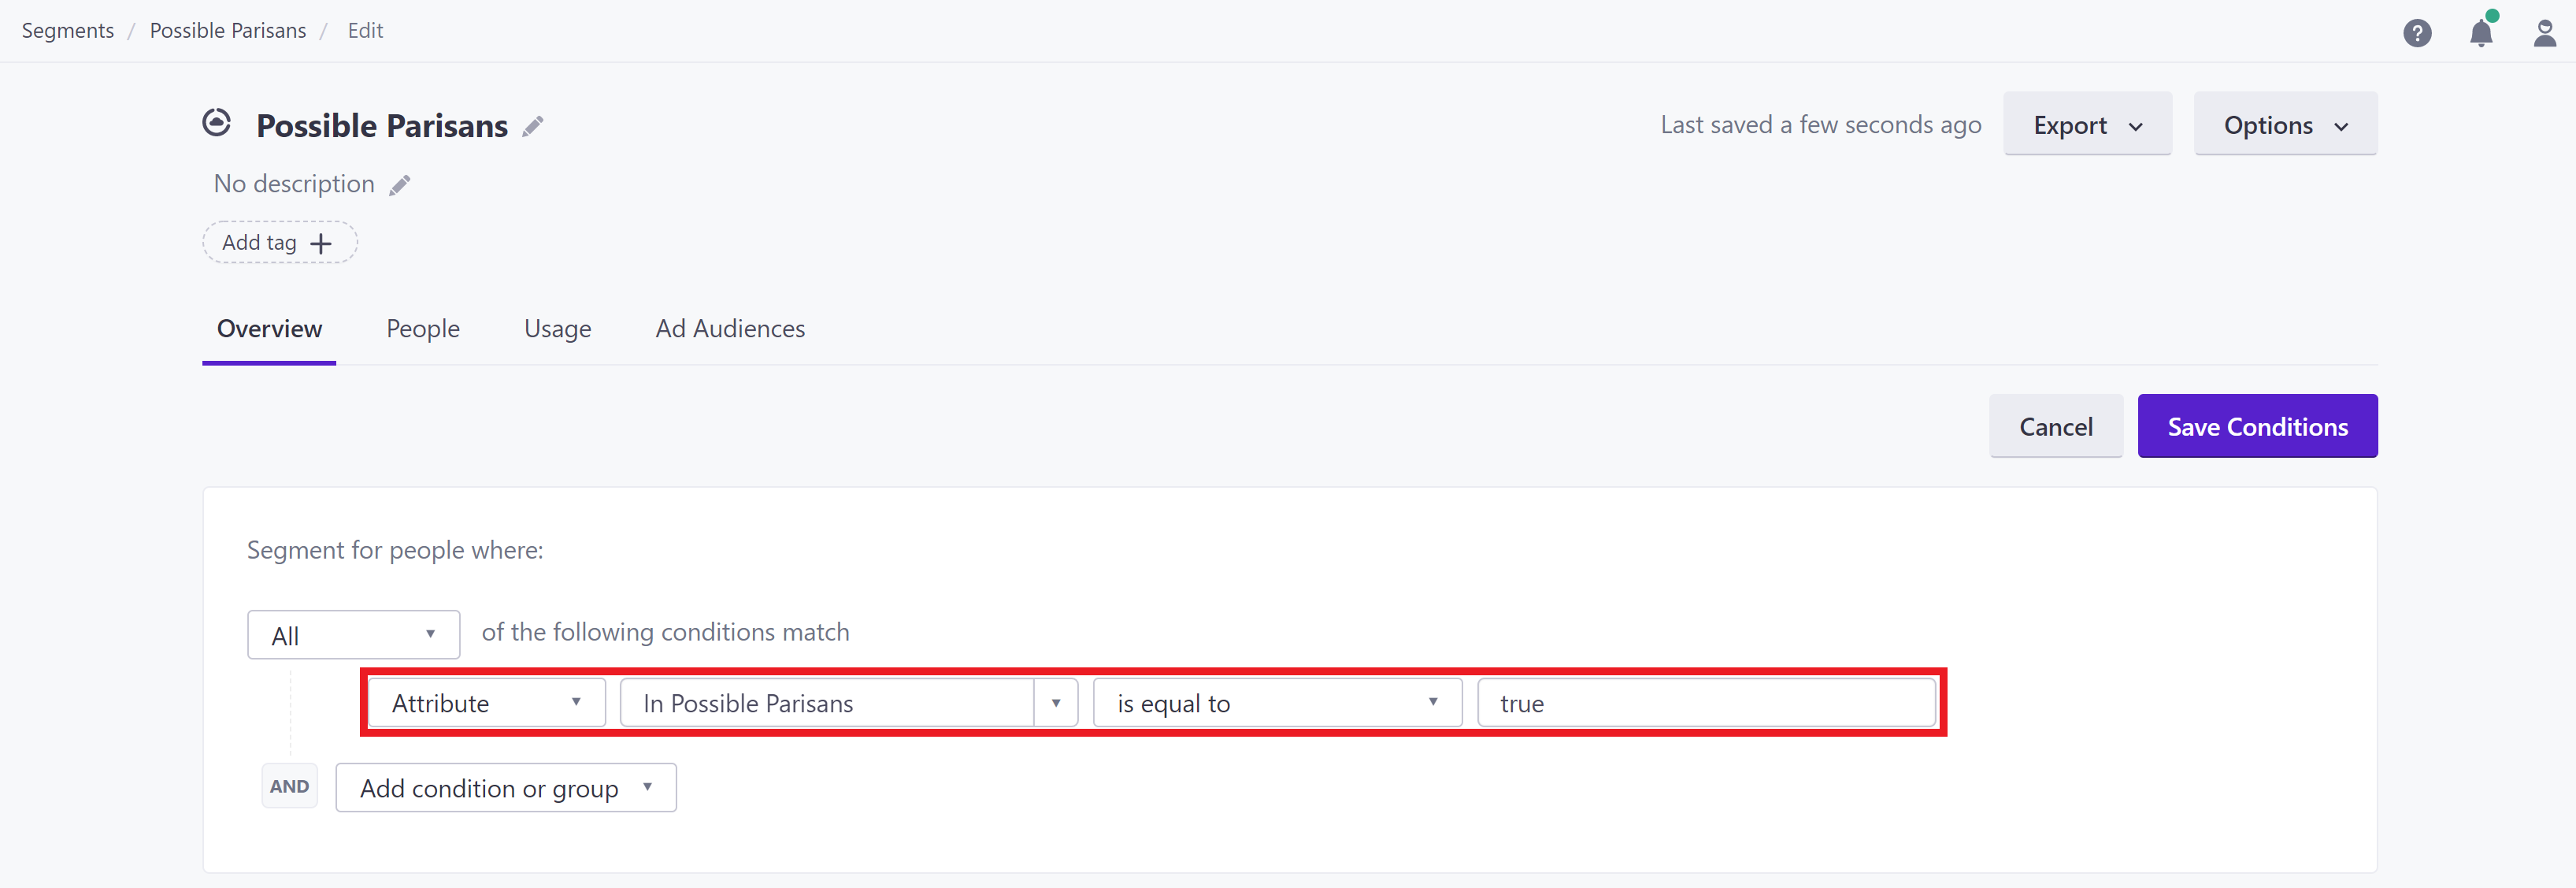 Segments / Possible Parisans / Edit
Possible Parisans
Last saved a few seconds ago
Export
Options
No description
Add tag +
Overview
People
Usage
Ad Audiences
Cancel
Save Conditions
Segment for people where:
All of the following conditions match
Attribute In Possible Parisans is equal to true
AND Add condition or group